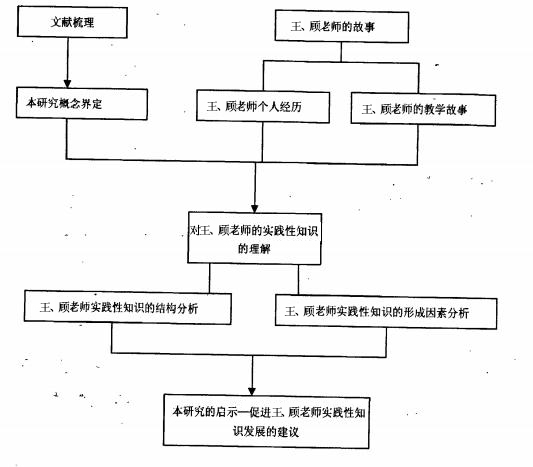 文献梳理
王、顾老师的故事
本研究概念界定
王、顾老师个人经历
王、顾老师的教学故事
对王、顾老师的实践性知识
的理解
王、顾老师实践性知识的结构分析
王、顾老师实践性知识的形成因素分析
本研究的启示—促进王、顾老师实践性知
识发展的建议